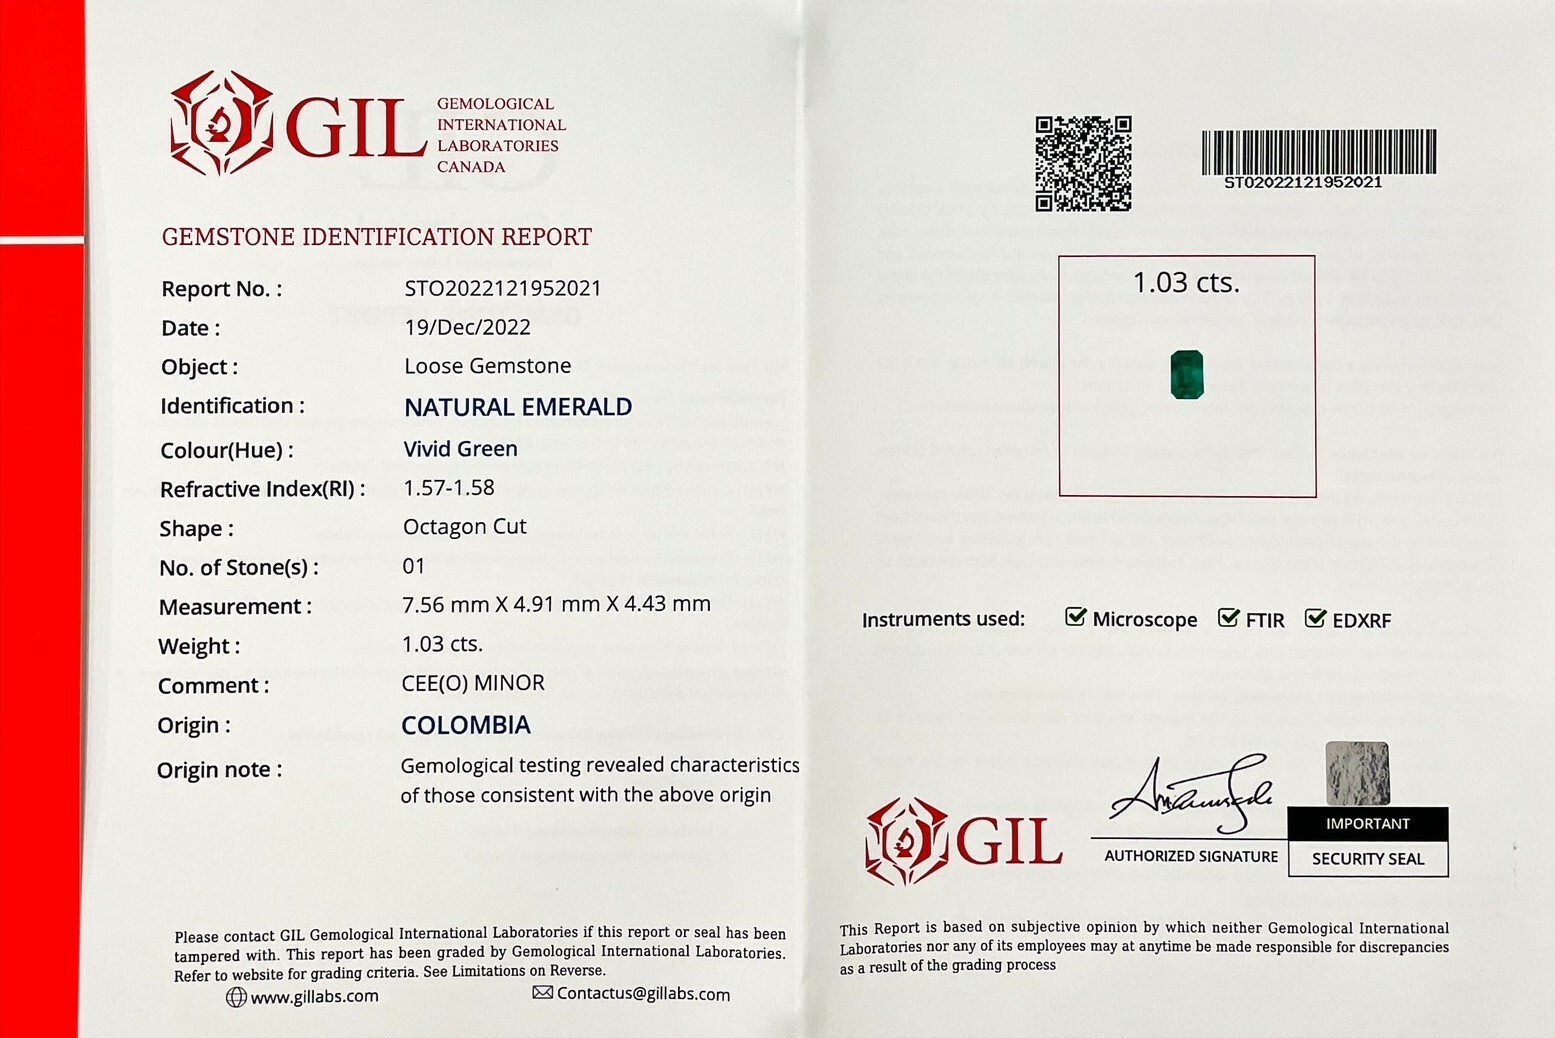 GIL
GEMOLOGICAL
INTERNATIONAL
LABORATORIES
CANADA
GEMSTONE IDENTIFICATION REPORT
Report No. : STO2022121952021
Date : 19/Dec/2022
Object : Loose Gemstone
Identification : NATURAL EMERALD
Colour(Hue) : Vivid Green
Refractive Index(RI) : 1.57-1.58
Shape : Octagon Cut
No. of Stone(s) : 01
Measurement : 7.56 mm X 4.91 mm X 4.43 mm
Weight : 1.03 cts.
Comment : CEE(O) MINOR
Origin : COLOMBIA
Origin note : Gemological testing revealed characteristics
of those consistent with the above origin
Please contact GIL Gemological International Laboratories if this report or seal has been
tampered with. This report has been graded by Gemological International Laboratories.
Refer to website for grading criteria. See Limitations on Reverse.
www.gillabs.com Contactus@gillabs.com
STO2022121952021
1.03 cts.
Instruments used: Microscope FTIR EDXRF
GIL
AUTHORIZED SIGNATURE
IMPORTANT
SECURITY SEAL
This Report is based on subjective opinion by which neither Gemological International
Laboratories nor any of its employees may at anytime be made responsible for discrepancies
as a result of the grading process